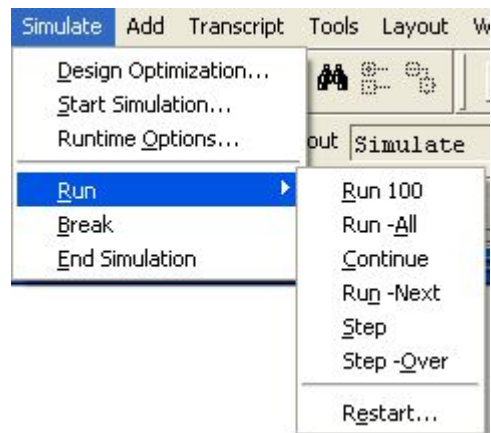 Simulate Add Transcript Tools Layout W
Design Optimization...
Start Simulation...
Runtime Options...
out Simulate
Run
Break
End Simulation
Run 100
Run -All
Continue
Run -Next
Step
Step -Over
Restart...